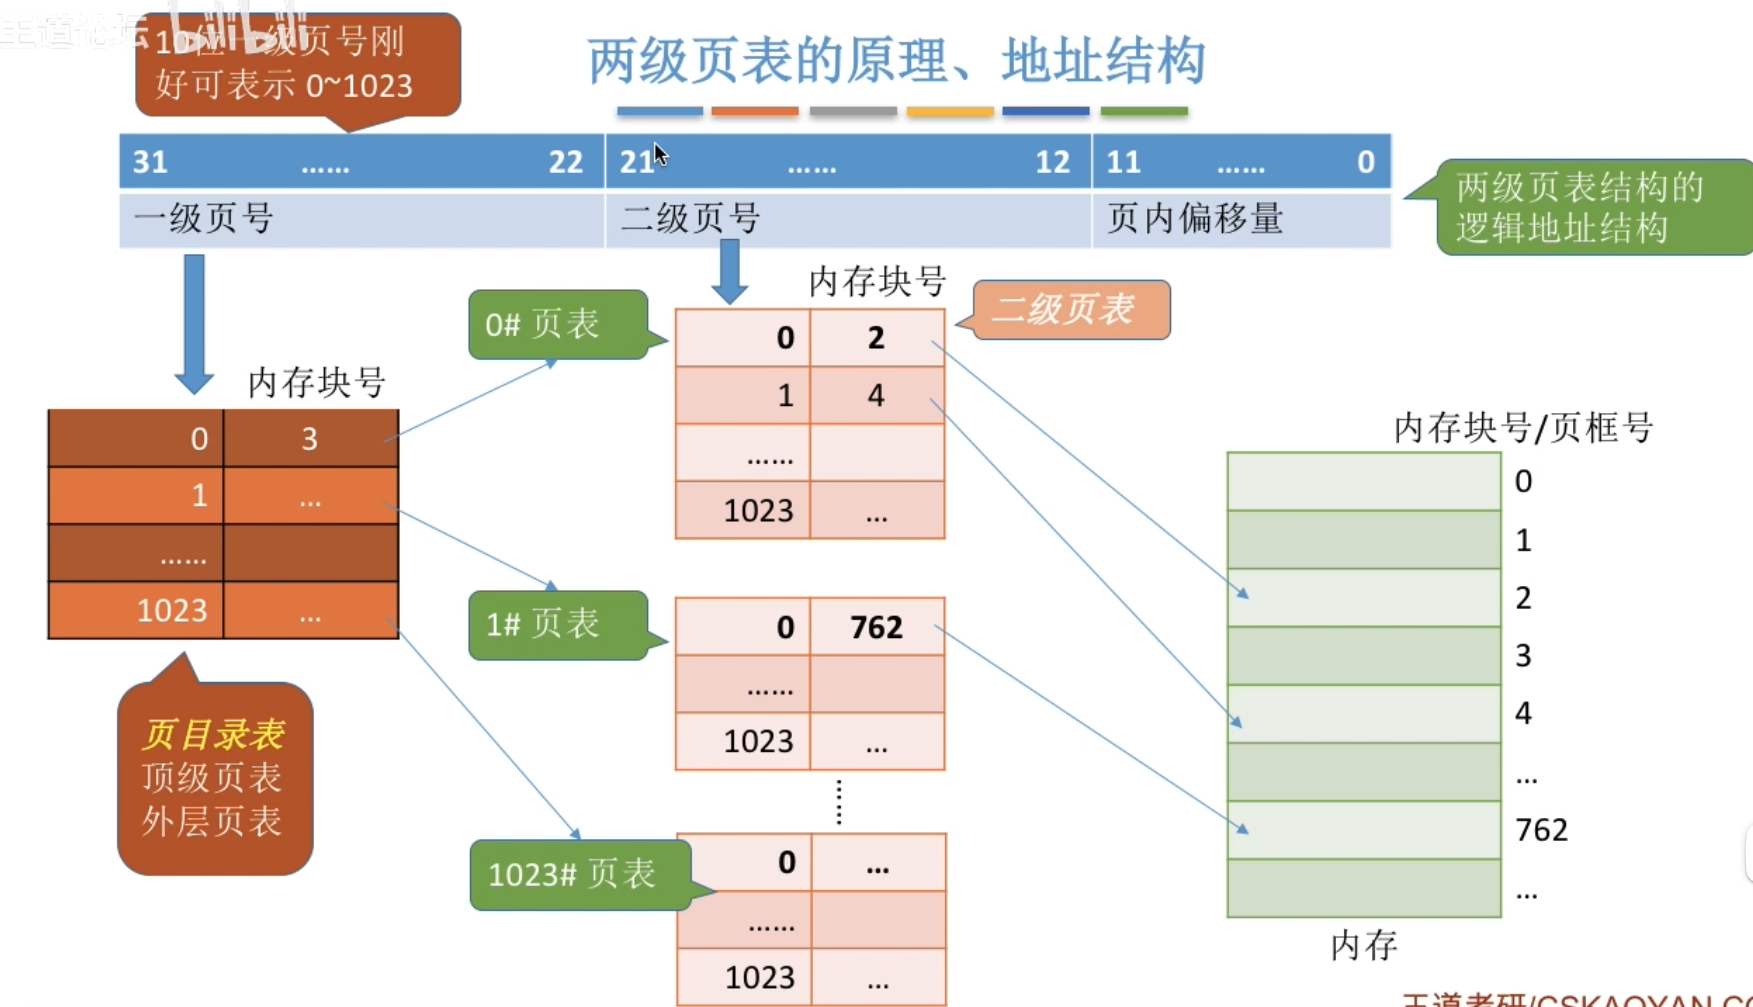 王道论坛
bilibili
10位一级页号刚
好可表示 0~1023
两级页表的原理、地址结构
31 …… 22 21 …… 12 11 …… 0
一级页号 二级页号 页内偏移量
两级页表结构的
逻辑地址结构
内存块号
0 3
1 ...
……
1023 ...
页目录表
顶级页表
外层页表
0# 页表
内存块号
二级页表
0 2
1 4
……
1023 ...
1# 页表
0 762
……
1023 ...
1023# 页表
0 ...
……
1023 ...
内存块号/页框号
0
1
2
3
4
...
762
...
内存
王道考研/CSKAOYAN.CO